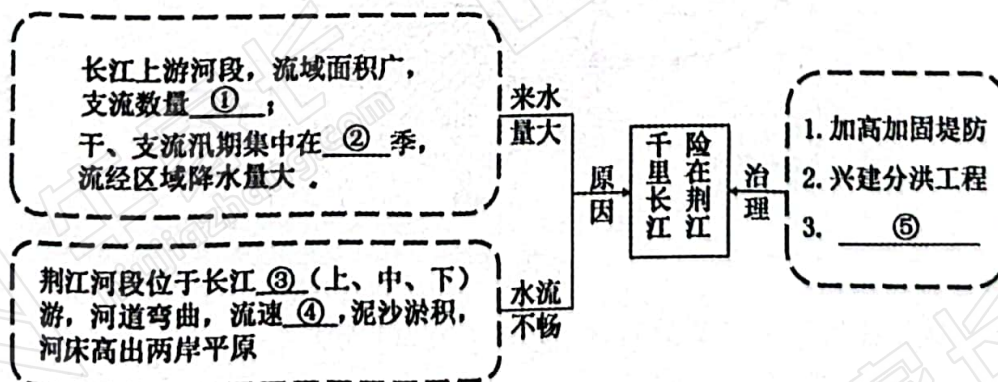 长江上游河段，流域面积广，
支流数量 ① ；
干、支流汛期集中在 ② 季，
流经区域降水量大 .
来水
量大
荆江河段位于长江 ③ (上、中、下)
游，河道弯曲，流速 ④ ,泥沙淤积，
河床高出两岸平原
水流
不畅
原
因
千里长江
险在荆江
治
理
1. 加高加固堤防
2. 兴建分洪工程
3. ⑤